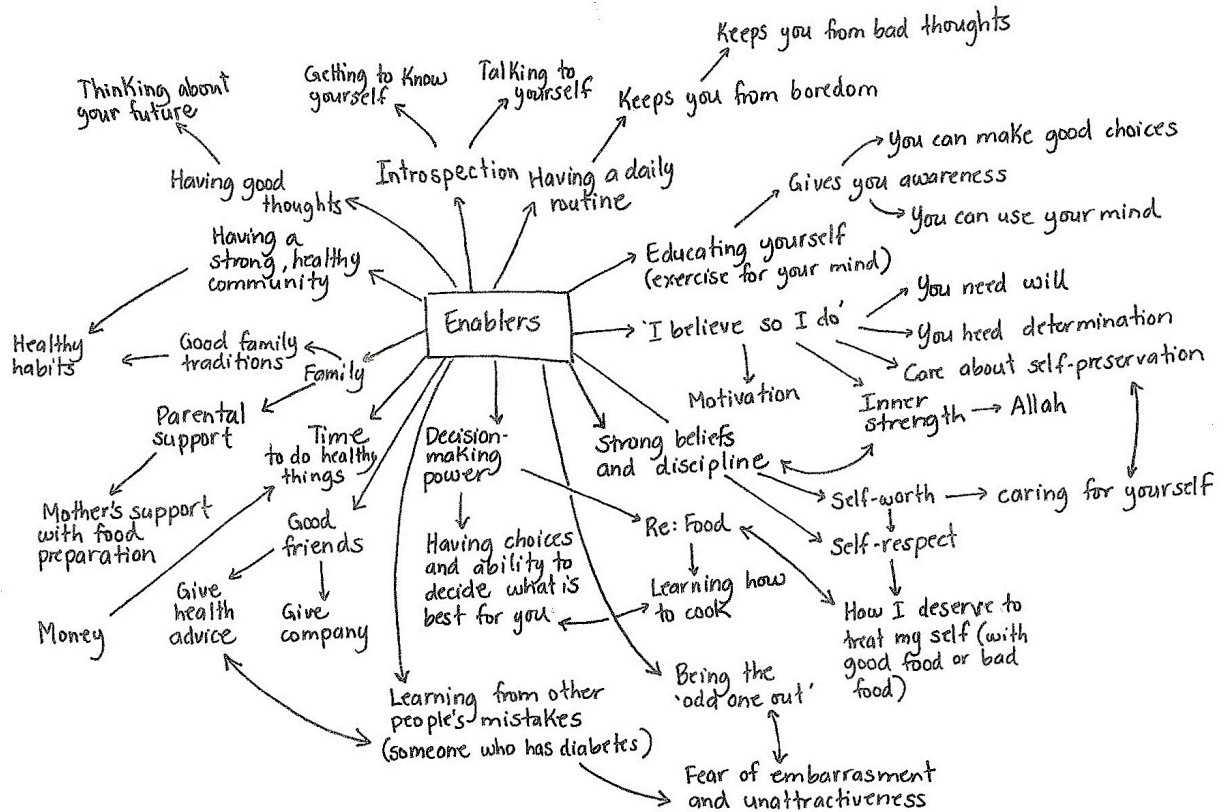 Keeps you from bad thoughts
Thinking about
your future
Getting to know
yourself
Talking to
yourself
Keeps you from boredom
Having good
thoughts
Introspection
Having a daily
routine
You can make good choices
Gives you awareness
You can use your mind
Having a
strong, healthy
community
Educating yourself
(exercise for your mind)
Enablers
'I believe so I do'
You need will
You need determination
Care about self-preservation
Motivation
Inner
strength
Allah
Healthy
habits
Good family
traditions
Family
Parental
support
Time
to do healthy
things
Decision-
making
power
Strong beliefs
and discipline
Self-worth
caring for yourself
Self-respect
Mother's support
with food
preparation
Good
friends
Re: Food
Having choices
and ability to
decide what is
best for you
Learning how
to cook
Money
Give
health
advice
Give
company
How I deserve to
treat my self (with
good food or bad
food)
Learning from other
people's mistakes
(someone who has diabetes)
Being the
'odd one out'
Fear of embarrasment
and unattractiveness